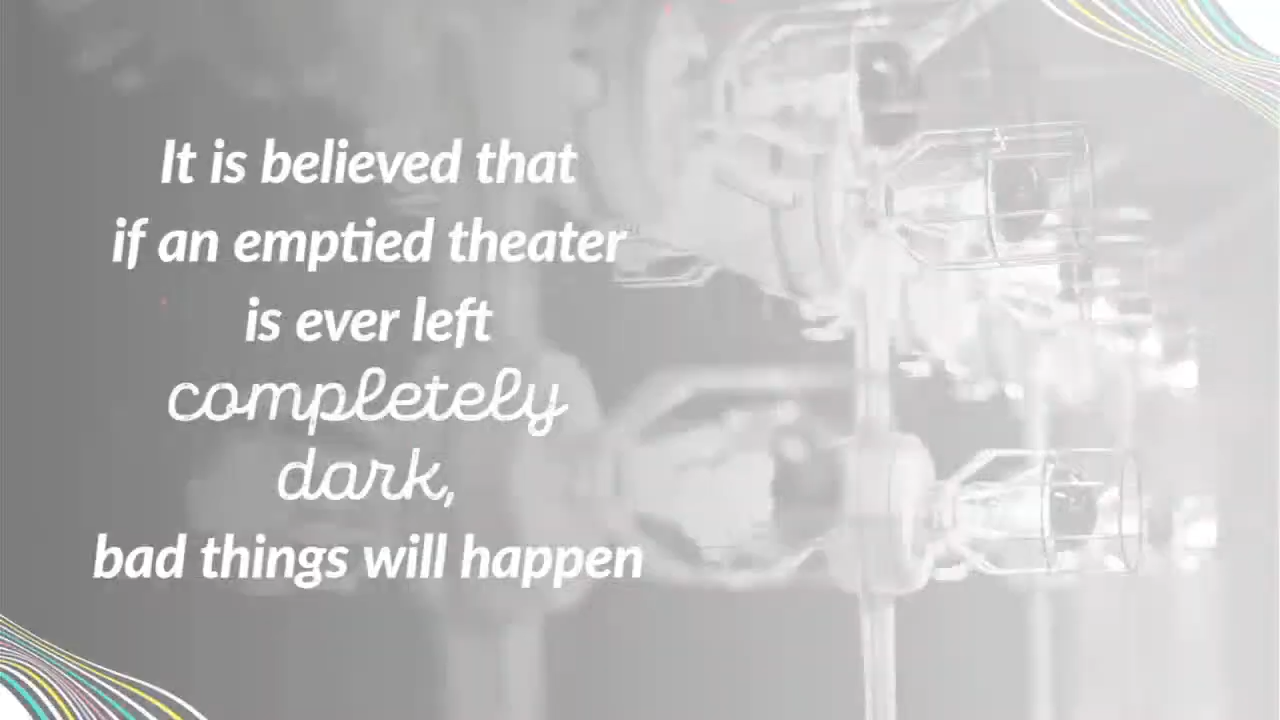 It is believed that
if an emptied theater
is ever left
completely
dark,
bad things will happen